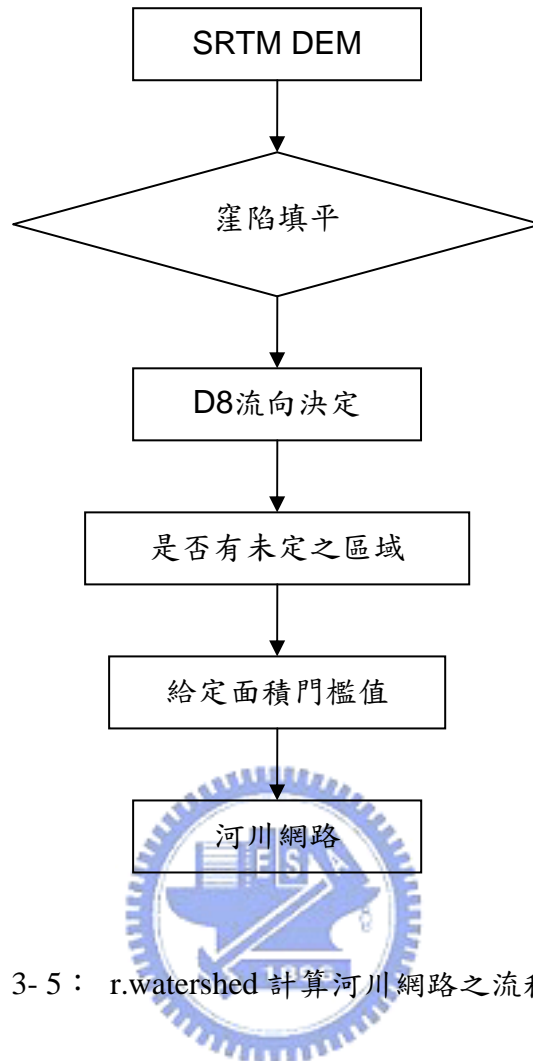 SRTM DEM
窪陷填平
D8流向決定
是否有未定之區域
給定面積門檻值
河川網路
3- 5： r.watershed 計算河川網路之流